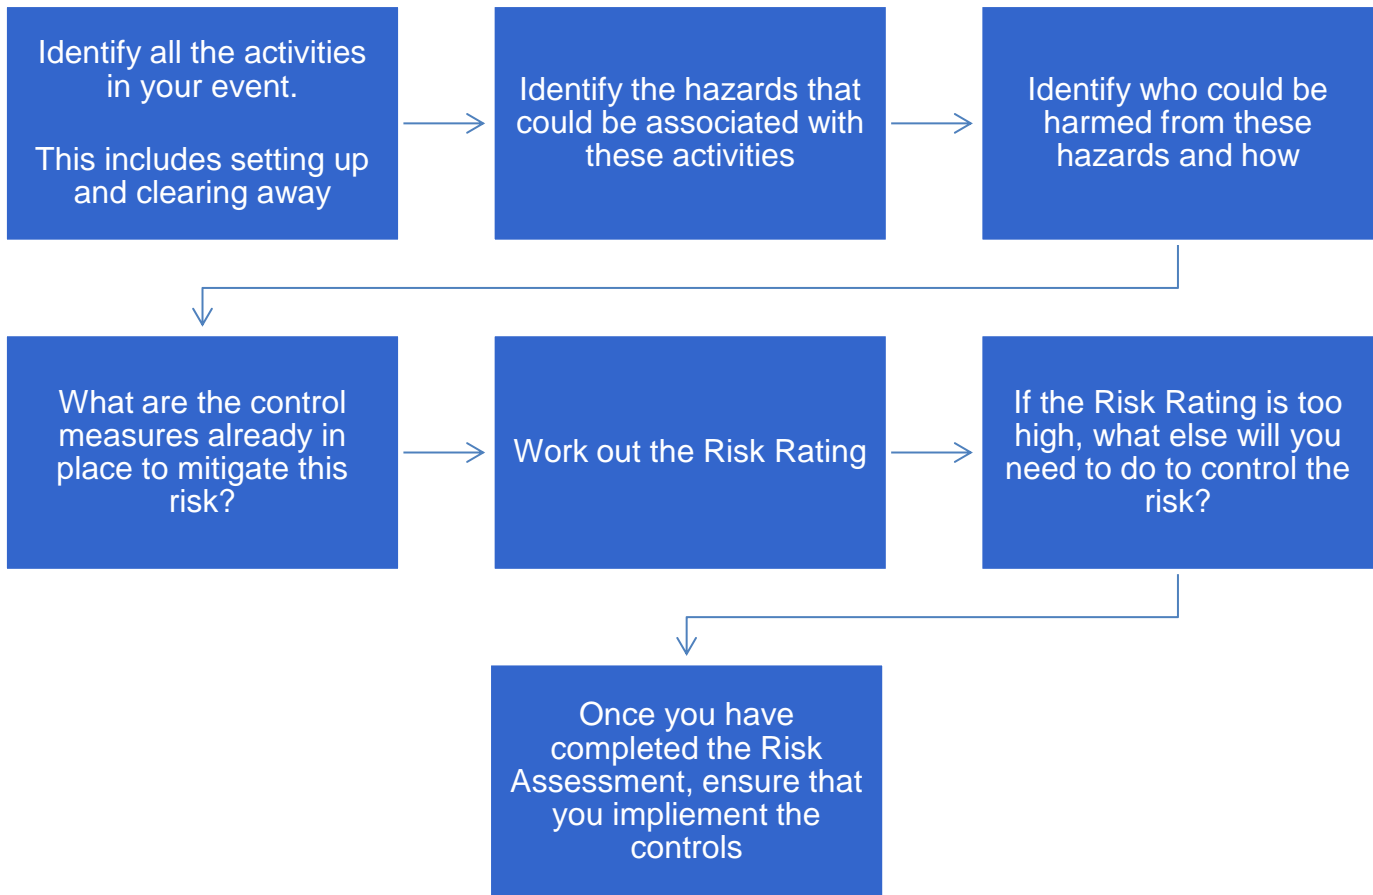 Identify all the activities
in your event.
This includes setting up
and clearing away
Identify the hazards that
could be associated with
these activities
Identify who could be
harmed from these
hazards and how
What are the control
measures already in
place to mitigate this
risk?
Work out the Risk Rating
If the Risk Rating is too
high, what else will you
need to do to control the
risk?
Once you have
completed the Risk
Assessment, ensure that
you impliement the
controls